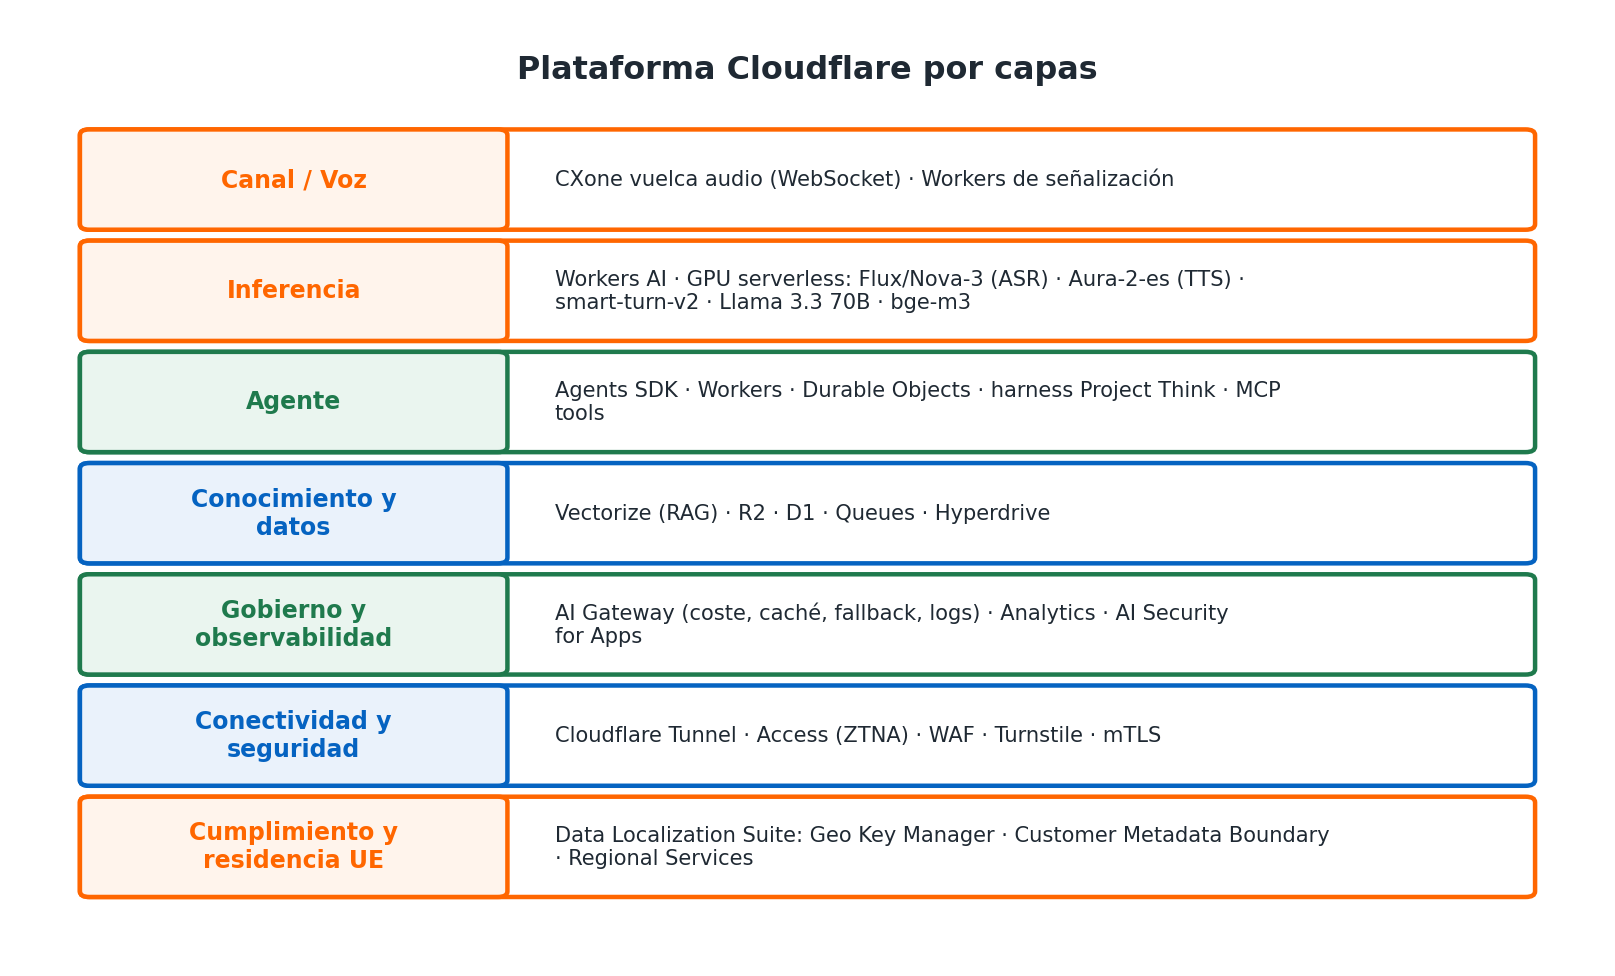 Plataforma Cloudflare por capas
Canal / Voz
CXone vuelca audio (WebSocket) · Workers de señalización
Inferencia
Workers AI · GPU serverless: Flux/Nova-3 (ASR) · Aura-2-es (TTS) ·
smart-turn-v2 · Llama 3.3 70B · bge-m3
Agente
Agents SDK · Workers · Durable Objects · harness Project Think · MCP
tools
Conocimiento y
datos
Vectorize (RAG) · R2 · D1 · Queues · Hyperdrive
Gobierno y
observabilidad
AI Gateway (coste, caché, fallback, logs) · Analytics · AI Security
for Apps
Conectividad y
seguridad
Cloudflare Tunnel · Access (ZTNA) · WAF · Turnstile · mTLS
Cumplimiento y
residencia UE
Data Localization Suite: Geo Key Manager · Customer Metadata Boundary
· Regional Services